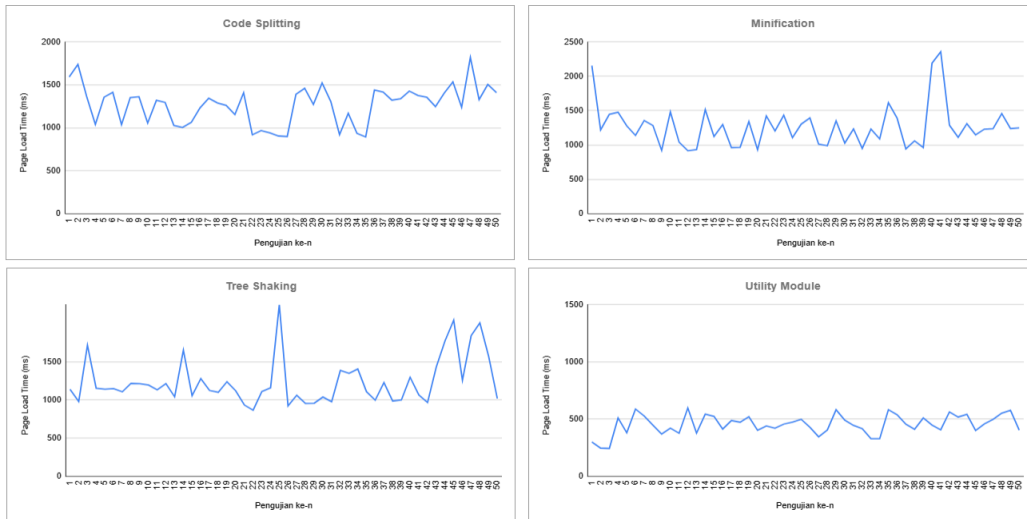 Code Splitting
Page Load Time (ms)
2000
1500
1000
500
0
1 2 3 4 5 6 7 8 9 10 11 12 13 14 15 16 17 18 19 20 21 22 23 24 25 26 27 28 29 30 31 32 33 34 35 36 37 38 39 40 41 42 43 44 45 46 47 48 49 50
Pengujian ke-n
Minification
Page Load Time (ms)
2500
2000
1500
1000
500
0
1 2 3 4 5 6 7 8 9 10 11 12 13 14 15 16 17 18 19 20 21 22 23 24 25 26 27 28 29 30 31 32 33 34 35 36 37 38 39 40 41 42 43 44 45 46 47 48 49 50
Pengujian ke-n
Tree Shaking
Page Load Time (ms)
1500
1000
500
0
1 2 3 4 5 6 7 8 9 10 11 12 13 14 15 16 17 18 19 20 21 22 23 24 25 26 27 28 29 30 31 32 33 34 35 36 37 38 39 40 41 42 43 44 45 46 47 48 49 50
Pengujian ke-n
Utility Module
Page Load Time (ms)
1500
1000
500
0
1 2 3 4 5 6 7 8 9 10 11 12 13 14 15 16 17 18 19 20 21 22 23 24 25 26 27 28 29 30 31 32 33 34 35 36 37 38 39 40 41 42 43 44 45 46 47 48 49 50
Pengujian ke-n